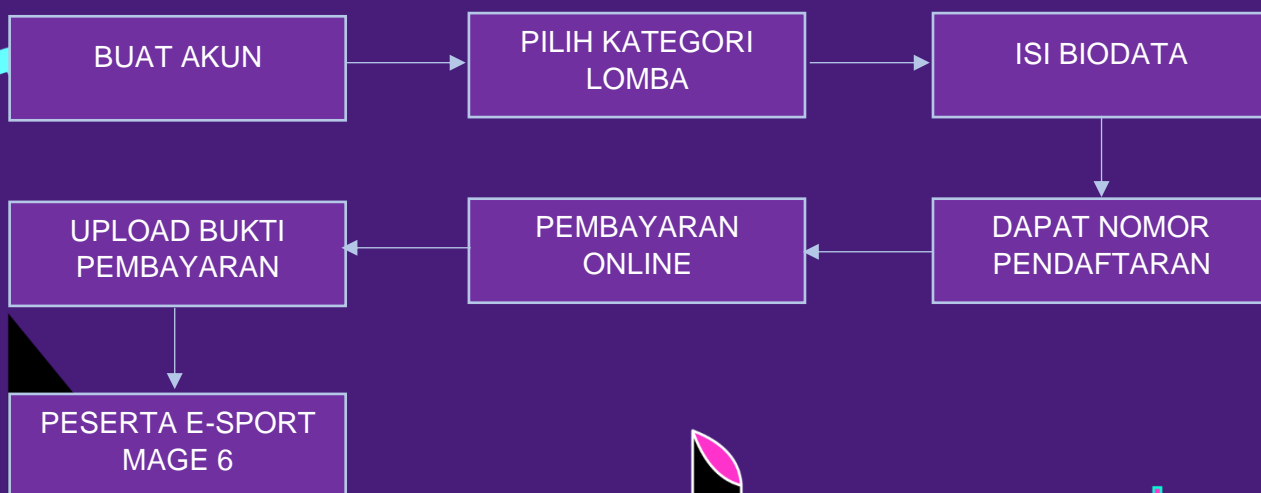 BUAT AKUN
PILIH KATEGORI
LOMBA
ISI BIODATA
DAPAT NOMOR
PENDAFTARAN
PEMBAYARAN
ONLINE
UPLOAD BUKTI
PEMBAYARAN
PESERTA E-SPORT
MAGE 6